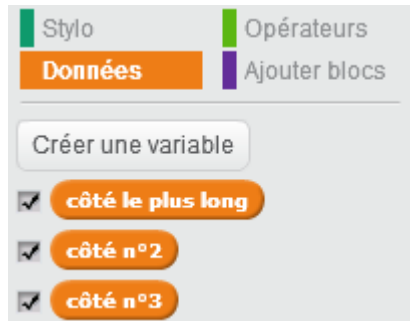 Stylo Opérateurs
Données Ajouter blocs
Créer une variable
côté le plus long
côté n°2
côté n°3